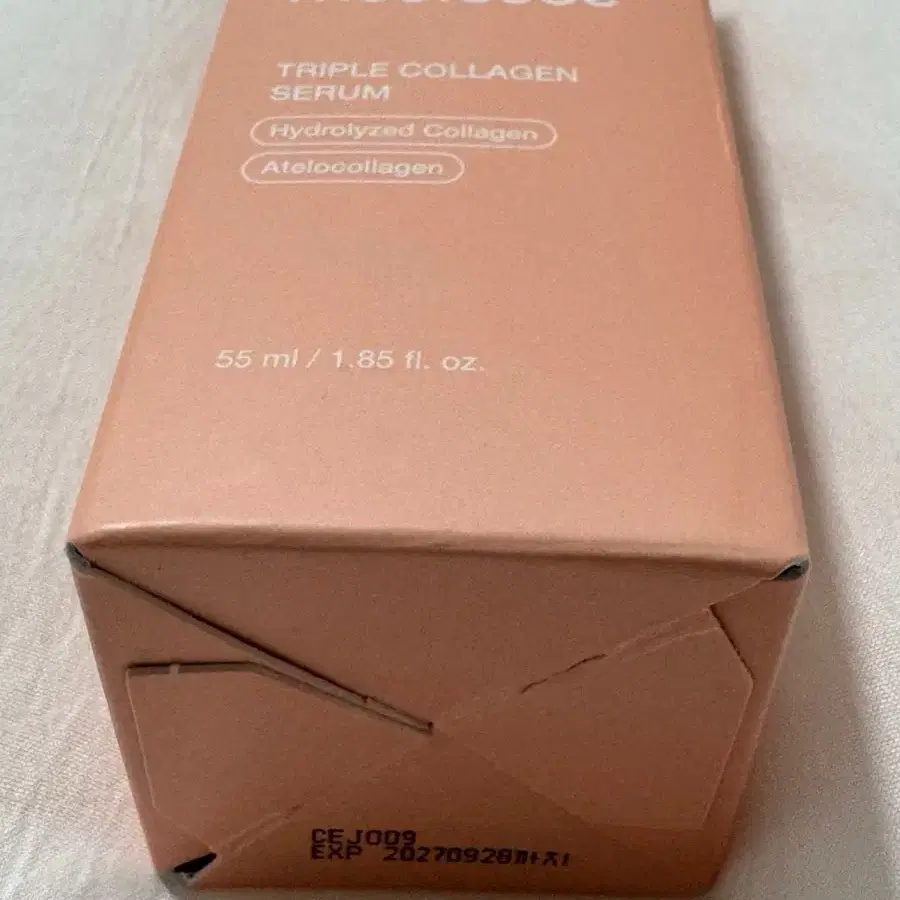 TRIPLE COLLAGEN
SERUM
Hydrolyzed Collagen
Atelocollagen
55 ml / 1.85 fl. oz.
CEJ009
EXP 20270928까지